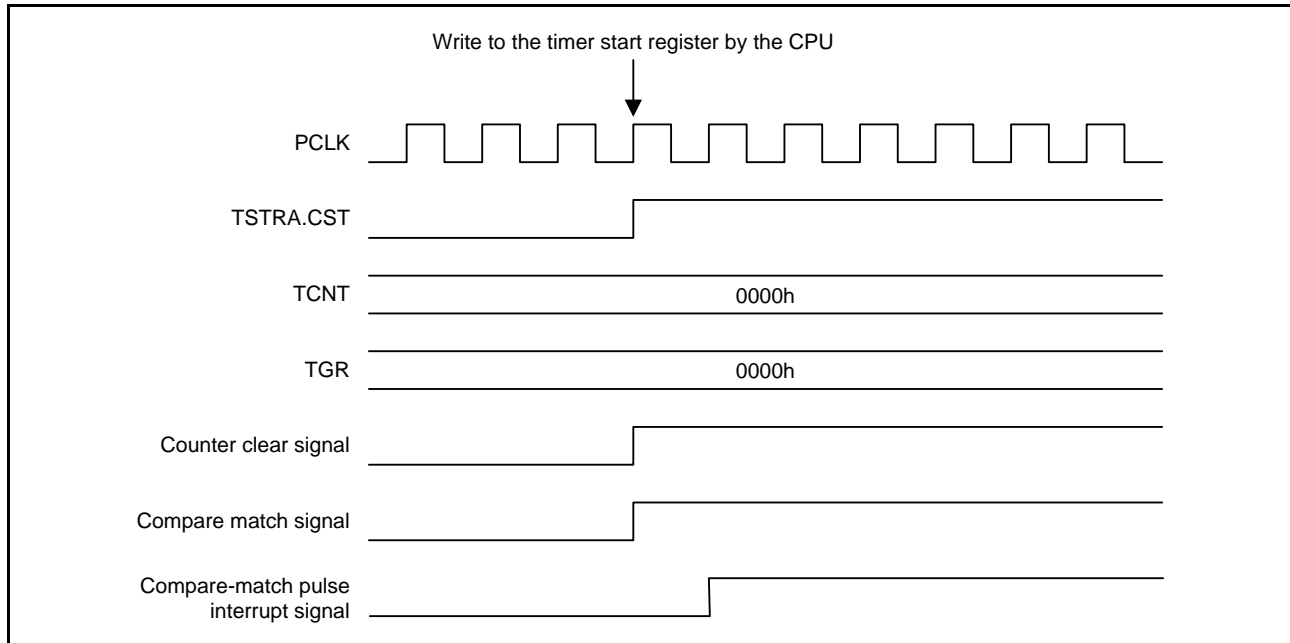 Write to the timer start register by the CPU
PCLK
TSTRA.CST
TCNT
0000h
TGR
0000h
Counter clear signal
Compare match signal
Compare-match pulse
interrupt signal